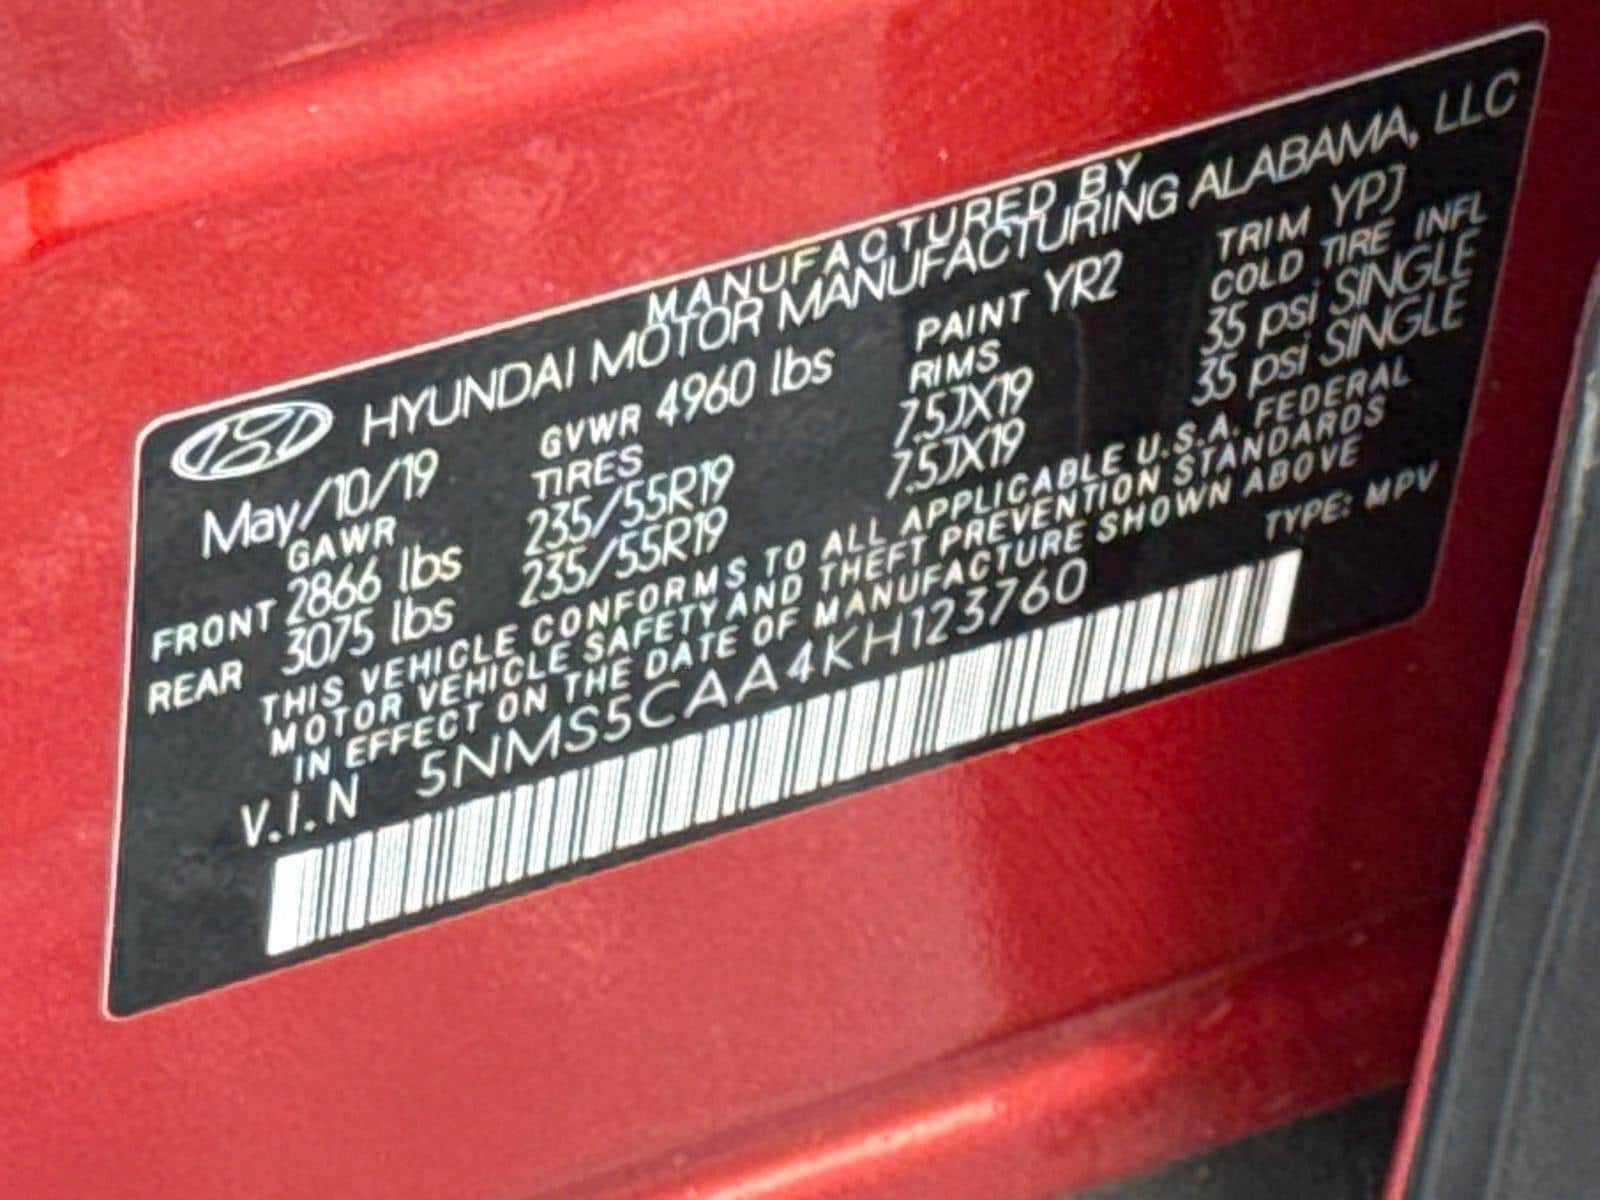 MANUFACTURED BY
HYUNDAI MOTOR MANUFACTURING ALABAMA, LLC
May/10/19 GVWR 4960 lbs PAINT YR2 TRIM YPJ
GAWR TIRES RIMS COLD TIRE INFL
FRONT 2866 lbs 235/55R19 7.5JX19 35 psi SINGLE
REAR 3075 lbs 235/55R19 7.5JX19 35 psi SINGLE
THIS VEHICLE CONFORMS TO ALL APPLICABLE U.S.A. FEDERAL
MOTOR VEHICLE SAFETY AND THEFT PREVENTION STANDARDS
IN EFFECT ON THE DATE OF MANUFACTURE SHOWN ABOVE
V.I.N 5NMS5CAA4KH123760 TYPE: MPV